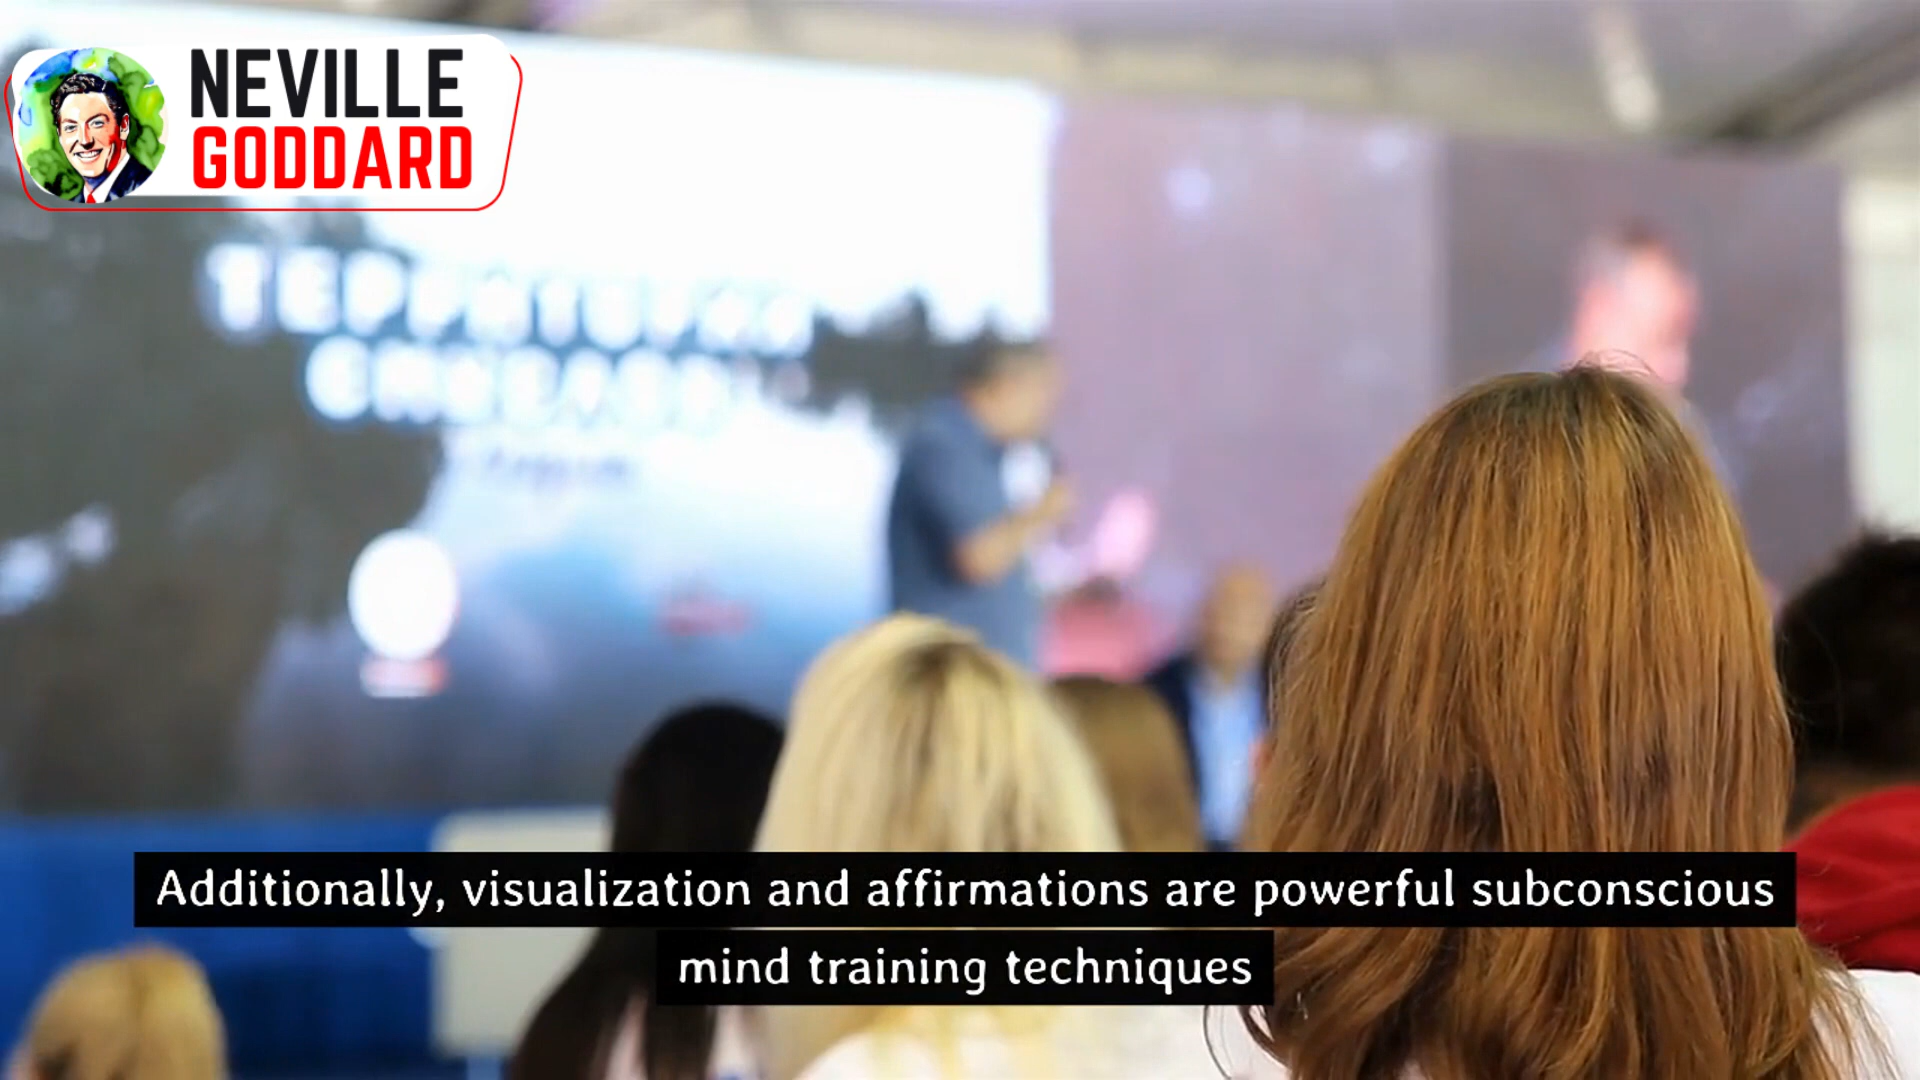 NEVILLE
GODDARD
Additionally, visualization and affirmations are powerful subconscious
mind training techniques